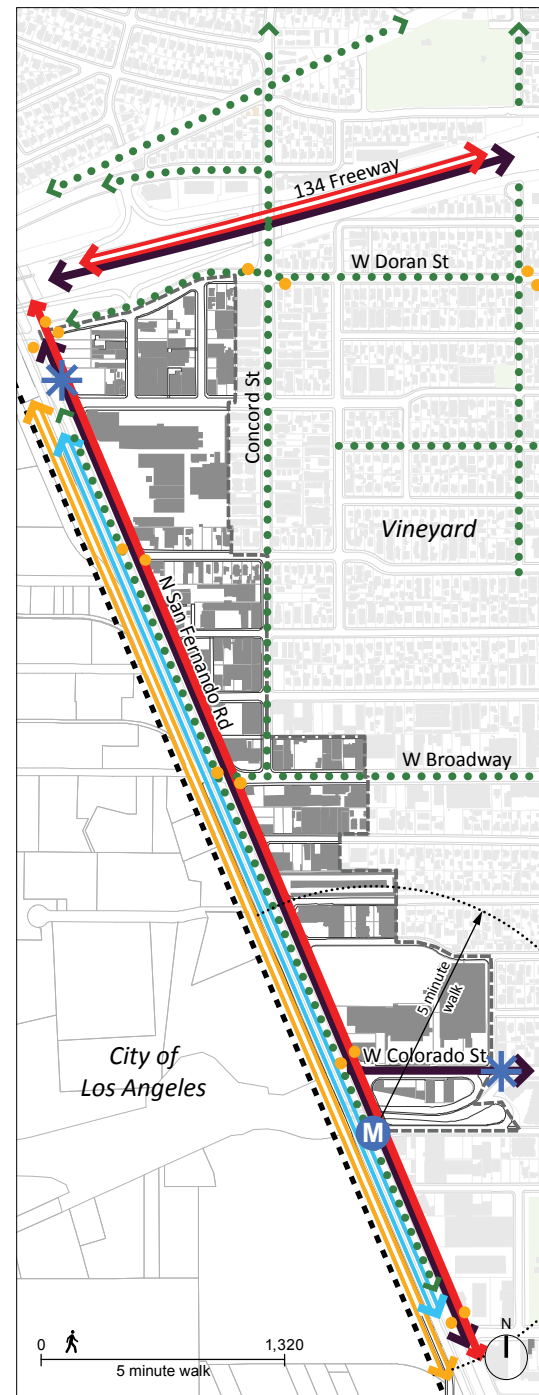 134 Freeway
W Doran St
Concord St
Vineyard
N San Fernando Rd
W Broadway
5 minute
walk
W Colorado St
City of
Los Angeles
M
N
0
1,320
5 minute walk